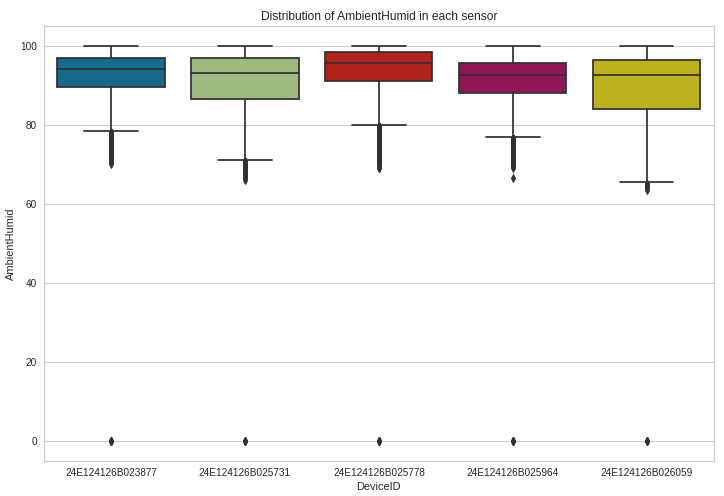 Distribution of AmbientHumid in each sensor
100
80
60
40
20
0
AmbientHumid
24E124126B023877
24E124126B025731
24E124126B025778
24E124126B025964
24E124126B026059
DeviceID